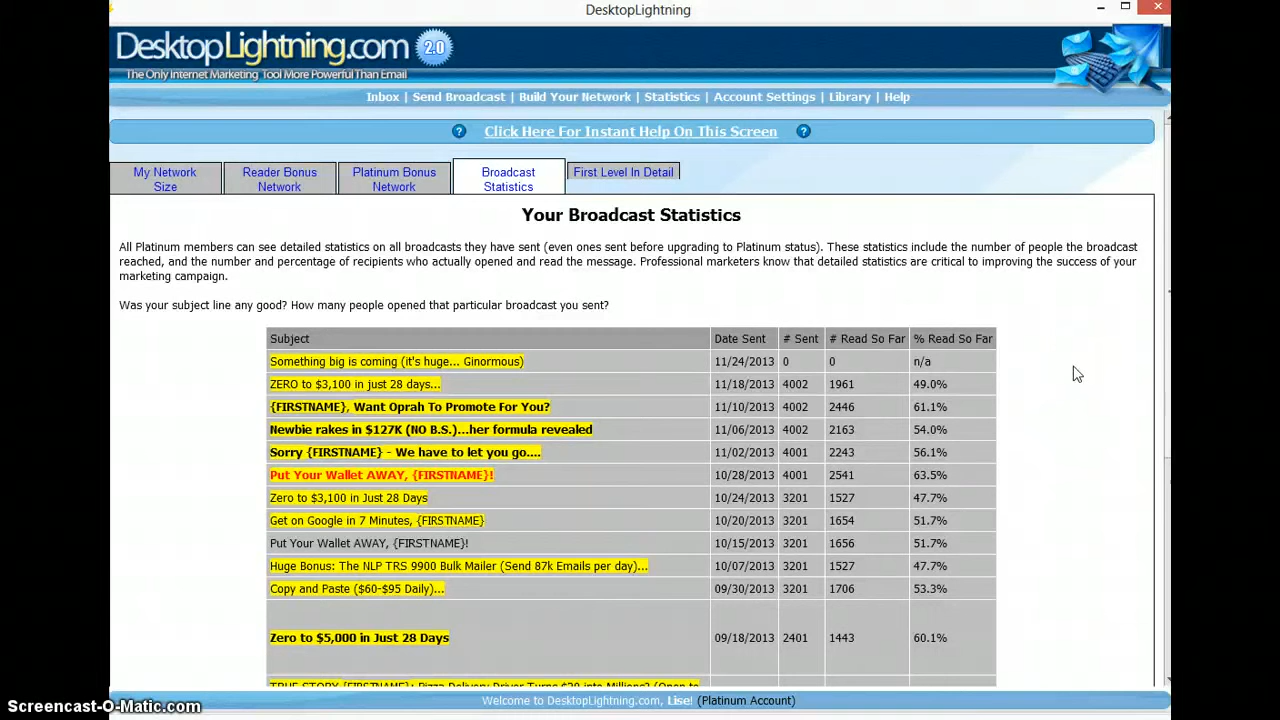 DesktopLightning
DesktopLightning.com 2.0
The Only Internet Marketing Tool More Powerful Than Email
Inbox | Send Broadcast | Build Your Network | Statistics | Account Settings | Library | Help
? Click Here For Instant Help On This Screen ?
My Network Size
Reader Bonus Network
Platinum Bonus Network
Broadcast Statistics
First Level In Detail
Your Broadcast Statistics
All Platinum members can see detailed statistics on all broadcasts they have sent (even ones sent before upgrading to Platinum status). These statistics include the number of people the broadcast
reached, and the number and percentage of recipients who actually opened and read the message. Professional marketers know that detailed statistics are critical to improving the success of your
marketing campaign.
Was your subject line any good? How many people opened that particular broadcast you sent?
Subject Date Sent # Sent # Read So Far % Read So Far
Something big is coming (it's huge... Ginormous) 11/24/2013 0 0 n/a
ZERO to $3,100 in just 28 days... 11/18/2013 4002 1961 49.0%
{FIRSTNAME}, Want Oprah To Promote For You? 11/10/2013 4002 2446 61.1%
Newbie rakes in $127K (NO B.S.)...her formula revealed 11/06/2013 4002 2163 54.0%
Sorry {FIRSTNAME} - We have to let you go.... 11/02/2013 4001 2243 56.1%
Put Your Wallet AWAY, {FIRSTNAME}! 10/28/2013 4001 2541 63.5%
Zero to $3,100 in Just 28 Days 10/24/2013 3201 1527 47.7%
Get on Google in 7 Minutes, {FIRSTNAME} 10/20/2013 3201 1654 51.7%
Put Your Wallet AWAY, {FIRSTNAME}! 10/15/2013 3201 1656 51.7%
Huge Bonus: The NLP TRS 9900 Bulk Mailer (Send 87k Emails per day)... 10/07/2013 3201 1527 47.7%
Copy and Paste ($60-$95 Daily)... 09/30/2013 3201 1706 53.3%
Zero to $5,000 in Just 28 Days 09/18/2013 2401 1443 60.1%
TRUE STORY {FIRSTNAME}: Pizza Delivery Driver Turns $20 into Millions? (Open to
Welcome to DesktopLightning.com, Lise! (Platinum Account)
Screencast-O-Matic.com